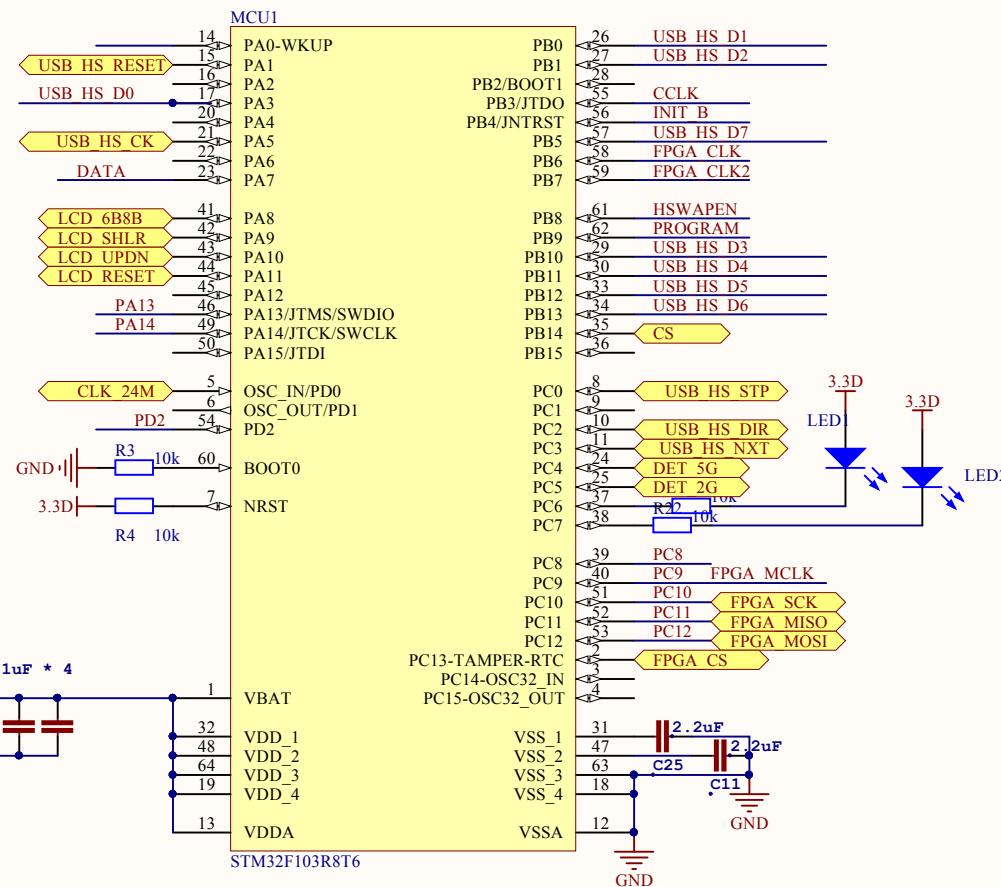 MCU1
14 PA0-WKUP PB0 26 USB_HS_D1
USB_HS_RESET 15 PA1 PB1 27 USB_HS_D2
16 PA2 PB2/BOOT1 28
USB_HS_D0 17 PA3 PB3/JTDO 55 CCLK
20 PA4 PB4/JNTRST 56 INIT_B
USB_HS_CK 21 PA5 PB5 57 USB_HS_D7
22 PA6 PB6 58 FPGA_CLK
DATA 23 PA7 PB7 59 FPGA_CLK2
LCD_6B8B 41 PA8 PB8 61 HSWAPEN
LCD_SHLR 42 PA9 PB9 62 PROGRAM
LCD_UPDN 43 PA10 PB10 29 USB_HS_D3
LCD_RESET 44 PA11 PB11 30 USB_HS_D4
45 PA12 PB12 33 USB_HS_D5
PA13 46 PA13/JTMS/SWDIO PB13 34 USB_HS_D6
PA14 49 PA14/JTCK/SWCLK PB14 35 CS
50 PA15/JTDI PB15 36
CLK_24M 5 OSC_IN/PD0 PC0 8 USB_HS_STP 3.3D
6 OSC_OUT/PD1 PC1 9 3.3D
PD2 54 PD2 PC2 10 USB_HS_DIR LED1
R3 10k PC3 11 USB_HS_NXT
GND 60 BOOT0 PC4 24 DET_5G
PC5 25 DET_2G LED2
3.3D 7 NRST PC6 37 10k
R4 10k PC7 38 R22 10k
PC8 39 PC8
PC9 40 PC9 FPGA_MCLK
PC10 51 PC10 FPGA_SCK
PC11 52 PC11 FPGA_MISO
PC12 53 PC12 FPGA_MOSI
PC13-TAMPER-RTC 2 FPGA_CS
1uF * 4 PC14-OSC32_IN 3
1 VBAT PC15-OSC32_OUT 4
32 VDD_1 VSS_1 31 2.2uF
48 VDD_2 VSS_2 47 2.2uF
64 VDD_3 VSS_3 63 C25
19 VDD_4 VSS_4 18 C11
GND
13 VDDA VSSA 12
STM32F103R8T6
GND